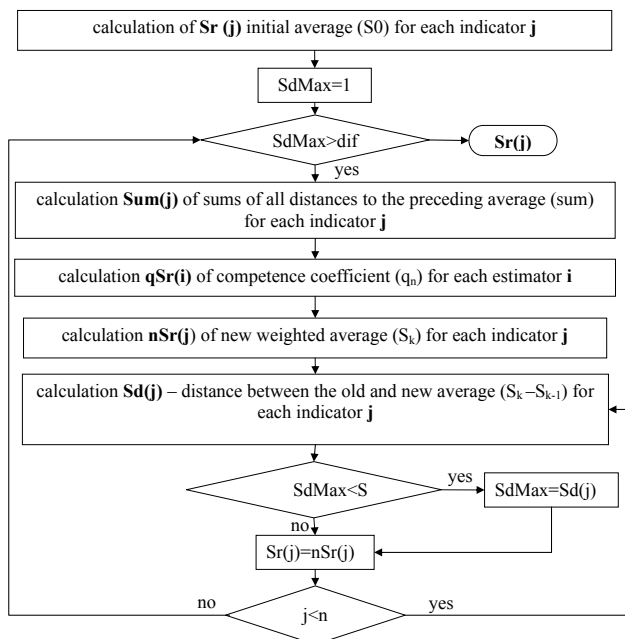 calculation of Sr (j) initial average (S0) for each indicator j
SdMax=1
SdMax>dif
Sr(j)
yes
calculation Sum(j) of sums of all distances to the preceding average (sum)
for each indicator j
calculation qSr(i) of competence coefficient (qn) for each estimator i
calculation nSr(j) of new weighted average (Sk) for each indicator j
calculation Sd(j) – distance between the old and new average (Sk–Sk-1) for
each indicator j
SdMax<S
yes
SdMax=Sd(j)
no
Sr(j)=nSr(j)
no
j<n
yes